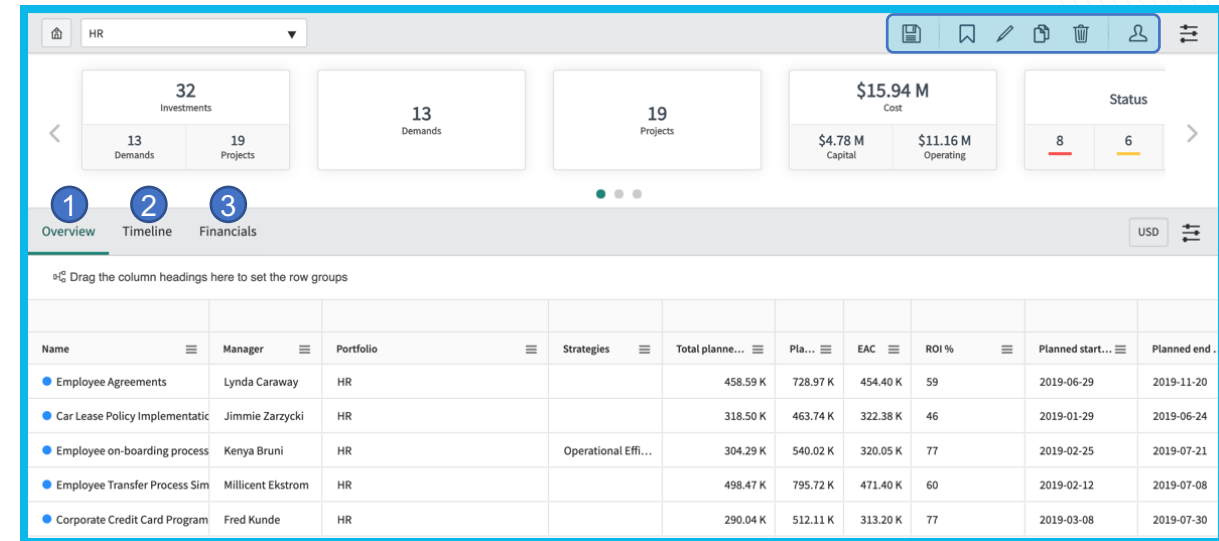 HR
32
Investments
13
Demands
19
Projects
13
Demands
19
Projects
$15.94 M
Cost
$4.78 M
Capital
$11.16 M
Operating
Status
8
6
1
2
3
Overview Timeline Financials USD
Drag the column headings here to set the row groups
Name Manager Portfolio Strategies Total planne... Pla... EAC ROI % Planned start... Planned end .
Employee Agreements Lynda Caraway HR 458.59 K 728.97 K 454.40 K 59 2019-06-29 2019-11-20
Car Lease Policy Implementatic Jimmie Zarzycki HR 318.50 K 463.74 K 322.38 K 46 2019-01-29 2019-06-24
Employee on-boarding process Kenya Bruni HR Operational Effi... 304.29 K 540.02 K 320.05 K 77 2019-02-25 2019-07-21
Employee Transfer Process Sim Millicent Ekstrom HR 498.47 K 795.72 K 471.40 K 60 2019-02-12 2019-07-08
Corporate Credit Card Program Fred Kunde HR 290.04 K 512.11 K 313.20 K 77 2019-03-08 2019-07-30